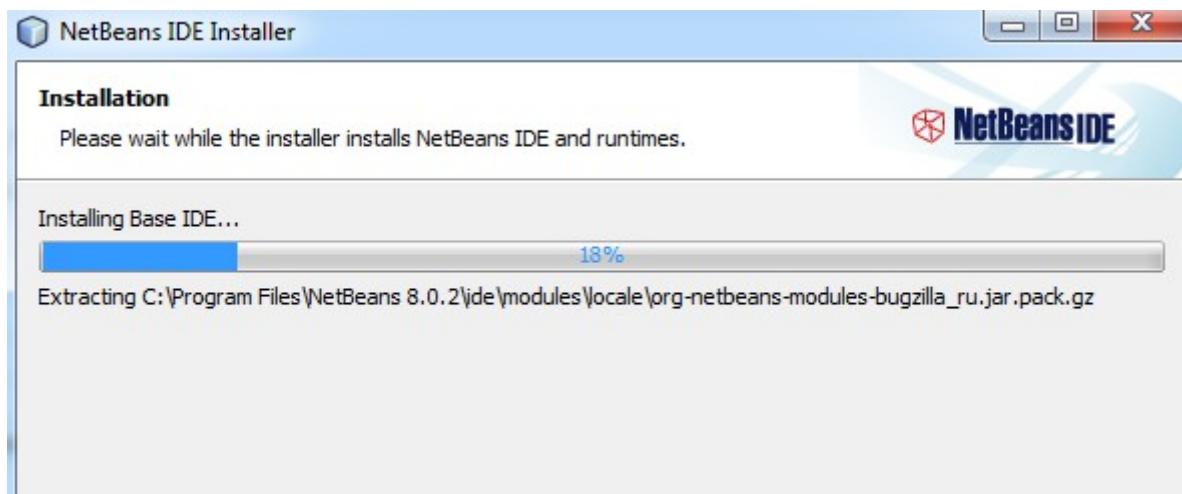 NetBeans IDE Installer
Installation
Please wait while the installer installs NetBeans IDE and runtimes.
NetBeans IDE
Installing Base IDE...
18%
Extracting C:\Program Files\NetBeans 8.0.2\ide\modules\locale\org-netbeans-modules-bugzilla_ru.jar.pack.gz